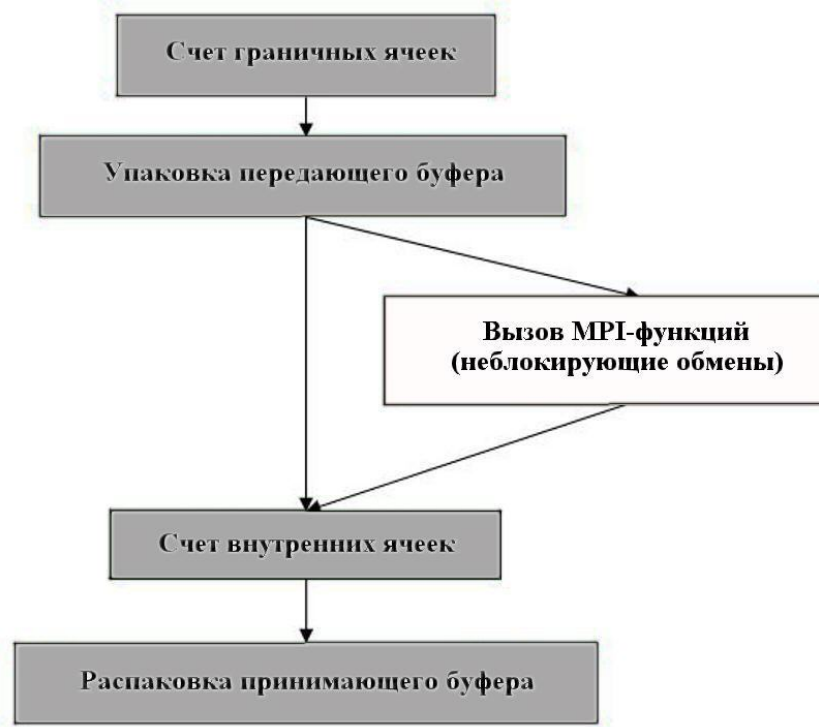 Счет граничных ячеек
Упаковка передающего буфера
Вызов MPI-функций
(неблокирующие обмены)
Счет внутренних ячеек
Распаковка принимающего буфера